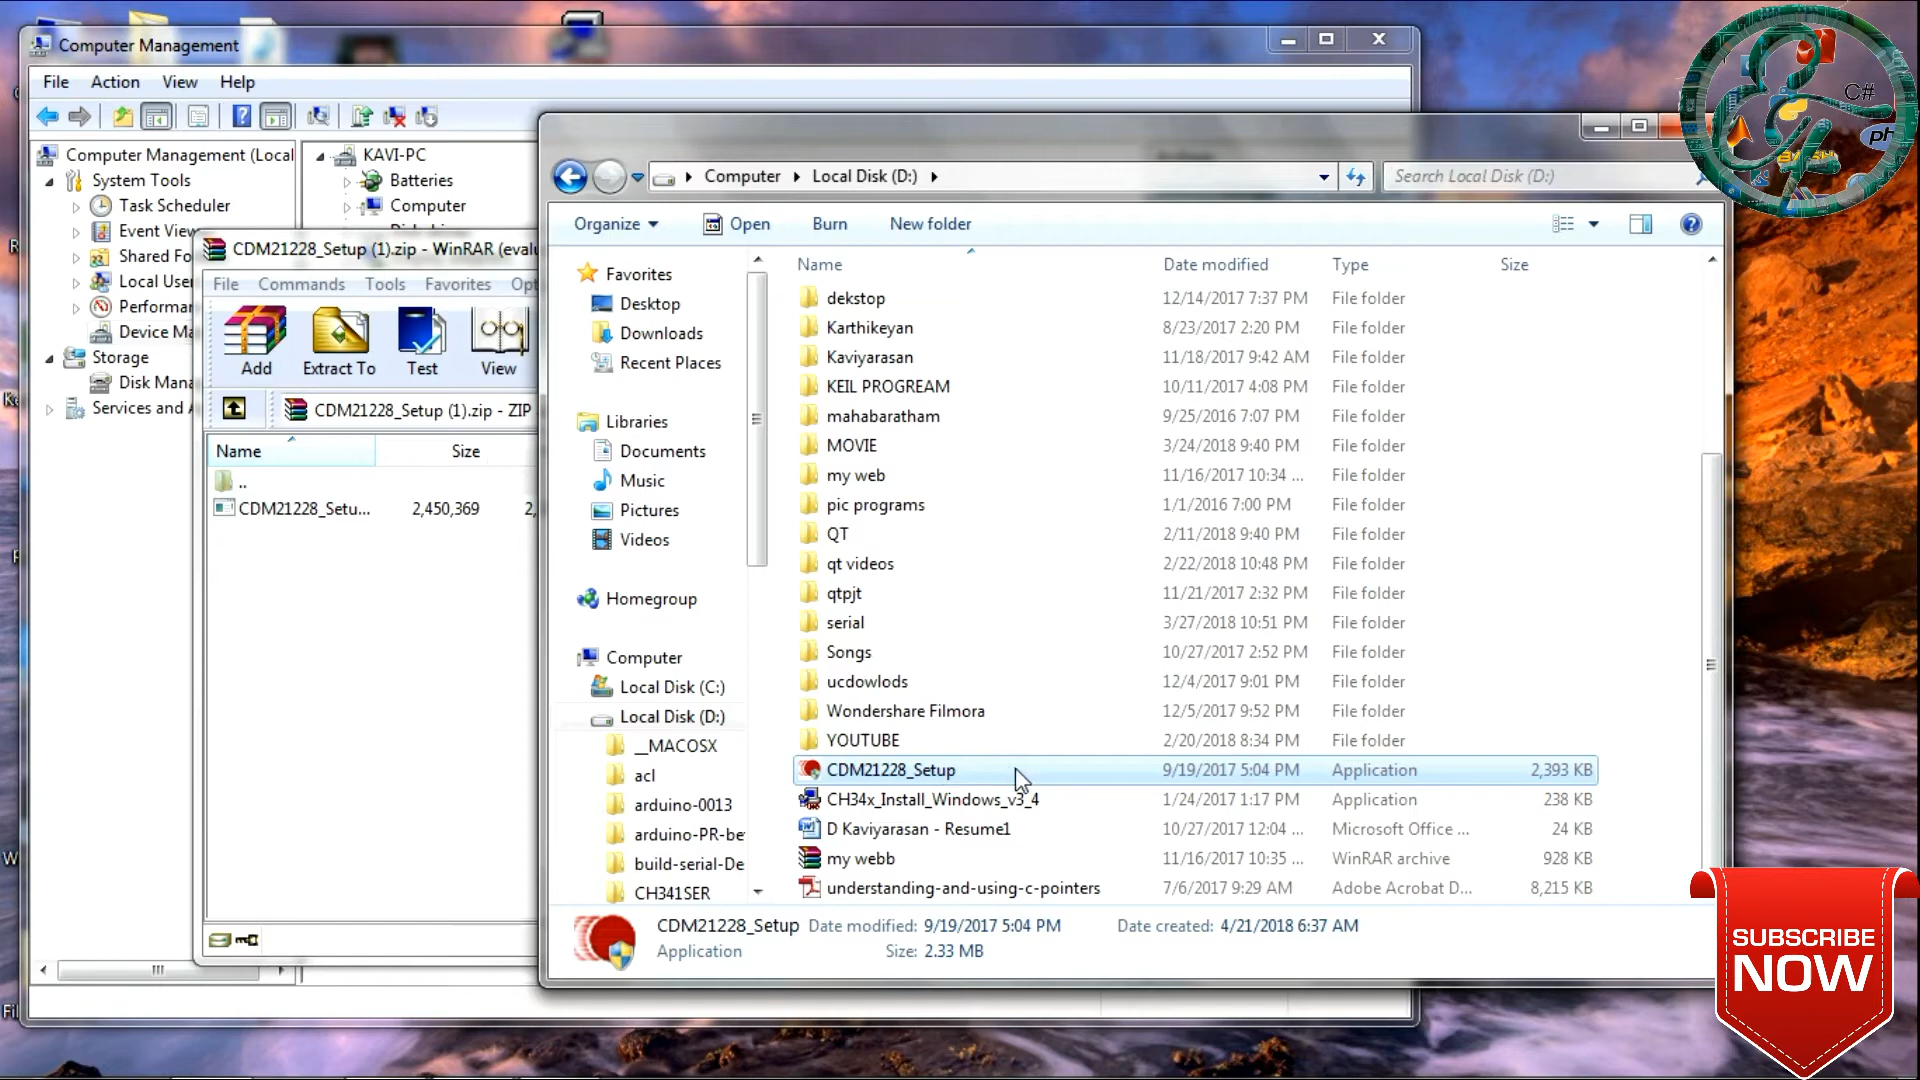 Computer Management
File Action View Help
Computer Management (Local
System Tools
Task Scheduler
Event View
Shared Fo
Local User
Performan
Device Ma
Storage
Disk Mana
Services and A
KAVI-PC
Batteries
Computer
CDM21228_Setup (1).zip - WinRAR (evalu
File Commands Tools Favorites Opt
Add Extract To Test View
CDM21228_Setup (1).zip - ZIP
Name Size
..
CDM21228_Setu... 2,450,369 2,
Computer Local Disk (D:)
Search Local Disk (D:)
Organize Open Burn New folder
Favorites
Desktop
Downloads
Recent Places
Libraries
Documents
Music
Pictures
Videos
Homegroup
Computer
Local Disk (C:)
Local Disk (D:)
__MACOSX
acl
arduino-0013
arduino-PR-be
build-serial-De
CH341SER
Name Date modified Type Size
dekstop 12/14/2017 7:37 PM File folder
Karthikeyan 8/23/2017 2:20 PM File folder
Kaviyarasan 11/18/2017 9:42 AM File folder
KEIL PROGREAM 10/11/2017 4:08 PM File folder
mahabaratham 9/25/2016 7:07 PM File folder
MOVIE 3/24/2018 9:40 PM File folder
my web 11/16/2017 10:34 ... File folder
pic programs 1/1/2016 7:00 PM File folder
QT 2/11/2018 9:40 PM File folder
qt videos 2/22/2018 10:48 PM File folder
qtpjt 11/21/2017 2:32 PM File folder
serial 3/27/2018 10:51 PM File folder
Songs 10/27/2017 2:52 PM File folder
ucdowlods 12/4/2017 9:01 PM File folder
Wondershare Filmora 12/5/2017 9:52 PM File folder
YOUTUBE 2/20/2018 8:34 PM File folder
CDM21228_Setup 9/19/2017 5:04 PM Application 2,393 KB
CH34x_Install_Windows_v3_4 1/24/2017 1:17 PM Application 238 KB
D Kaviyarasan - Resume1 10/27/2017 12:04 ... Microsoft Office ... 24 KB
my webb 11/16/2017 10:35 ... WinRAR archive 928 KB
understanding-and-using-c-pointers 7/6/2017 9:29 AM Adobe Acrobat D... 8,215 KB
CDM21228_Setup Date modified: 9/19/2017 5:04 PM Date created: 4/21/2018 6:37 AM
Application Size: 2.33 MB
C#
ph
SUBSCRIBE
NOW